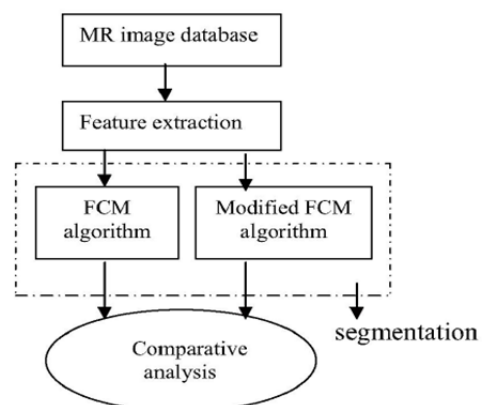 MR image database
Feature extraction
FCM
algorithm
Modified FCM
algorithm
segmentation
Comparative
analysis